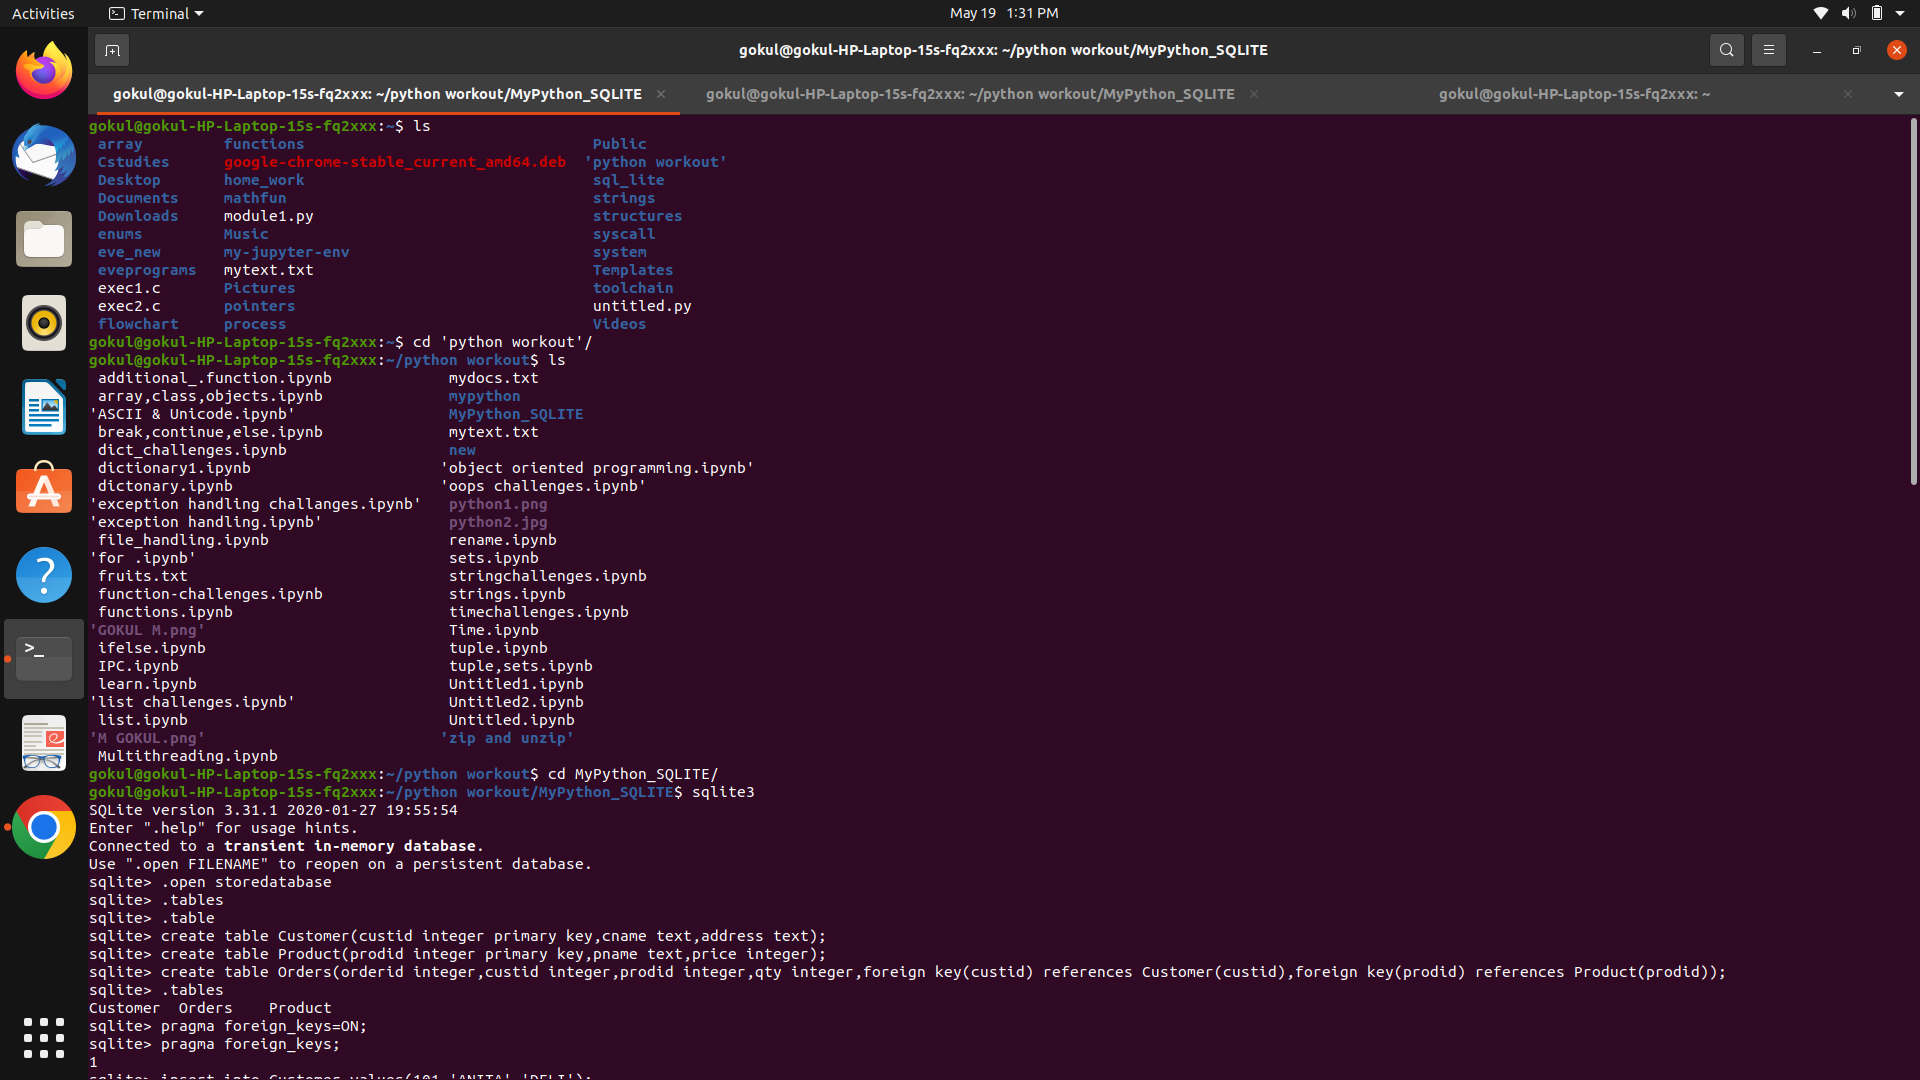 Activities Terminal May 19 1:31 PM
gokul@gokul-HP-Laptop-15s-fq2xxx: ~/python workout/MyPython_SQLITE
gokul@gokul-HP-Laptop-15s-fq2xxx: ~/python workout/MyPython_SQLITE gokul@gokul-HP-Laptop-15s-fq2xxx: ~/python workout/MyPython_SQLITE gokul@gokul-HP-Laptop-15s-fq2xxx: ~
gokul@gokul-HP-Laptop-15s-fq2xxx:~$ ls
array functions Public
Cstudies google-chrome-stable_current_amd64.deb 'python workout'
Desktop home_work sql_lite
Documents mathfun strings
Downloads module1.py structures
enums Music syscall
eve_new my-jupyter-env system
eveprograms mytext.txt Templates
exec1.c Pictures toolchain
exec2.c pointers untitled.py
flowchart process Videos
gokul@gokul-HP-Laptop-15s-fq2xxx:~$ cd 'python workout'/
gokul@gokul-HP-Laptop-15s-fq2xxx:~/python workout$ ls
additional_.function.ipynb mydocs.txt
array,class,objects.ipynb mypython
'ASCII & Unicode.ipynb' MyPython_SQLITE
break,continue,else.ipynb mytext.txt
dict_challenges.ipynb new
dictionary1.ipynb 'object oriented programming.ipynb'
dictonary.ipynb 'oops challenges.ipynb'
'exception handling challanges.ipynb' python1.png
'exception handling.ipynb' python2.jpg
file_handling.ipynb rename.ipynb
'for .ipynb' sets.ipynb
fruits.txt stringchallenges.ipynb
function-challenges.ipynb strings.ipynb
functions.ipynb timechallenges.ipynb
'GOKUL M.png' Time.ipynb
ifelse.ipynb tuple.ipynb
IPC.ipynb tuple,sets.ipynb
learn.ipynb Untitled1.ipynb
'list challenges.ipynb' Untitled2.ipynb
list.ipynb Untitled.ipynb
'M GOKUL.png' 'zip and unzip'
Multithreading.ipynb
gokul@gokul-HP-Laptop-15s-fq2xxx:~/python workout$ cd MyPython_SQLITE/
gokul@gokul-HP-Laptop-15s-fq2xxx:~/python workout/MyPython_SQLITE$ sqlite3
SQLite version 3.31.1 2020-01-27 19:55:54
Enter ".help" for usage hints.
Connected to a transient in-memory database.
Use ".open FILENAME" to reopen on a persistent database.
sqlite> .open storedatabase
sqlite> .tables
sqlite> .table
sqlite> create table Customer(custid integer primary key,cname text,address text);
sqlite> create table Product(prodid integer primary key,pname text,price integer);
sqlite> create table Orders(orderid integer,custid integer,prodid integer,qty integer,foreign key(custid) references Customer(custid),foreign key(prodid) references Product(prodid));
sqlite> .tables
Customer Orders Product
sqlite> pragma foreign_keys=ON;
sqlite> pragma foreign_keys;
1
sqlite> insert into Customer values(101,'ANITA','DELI');